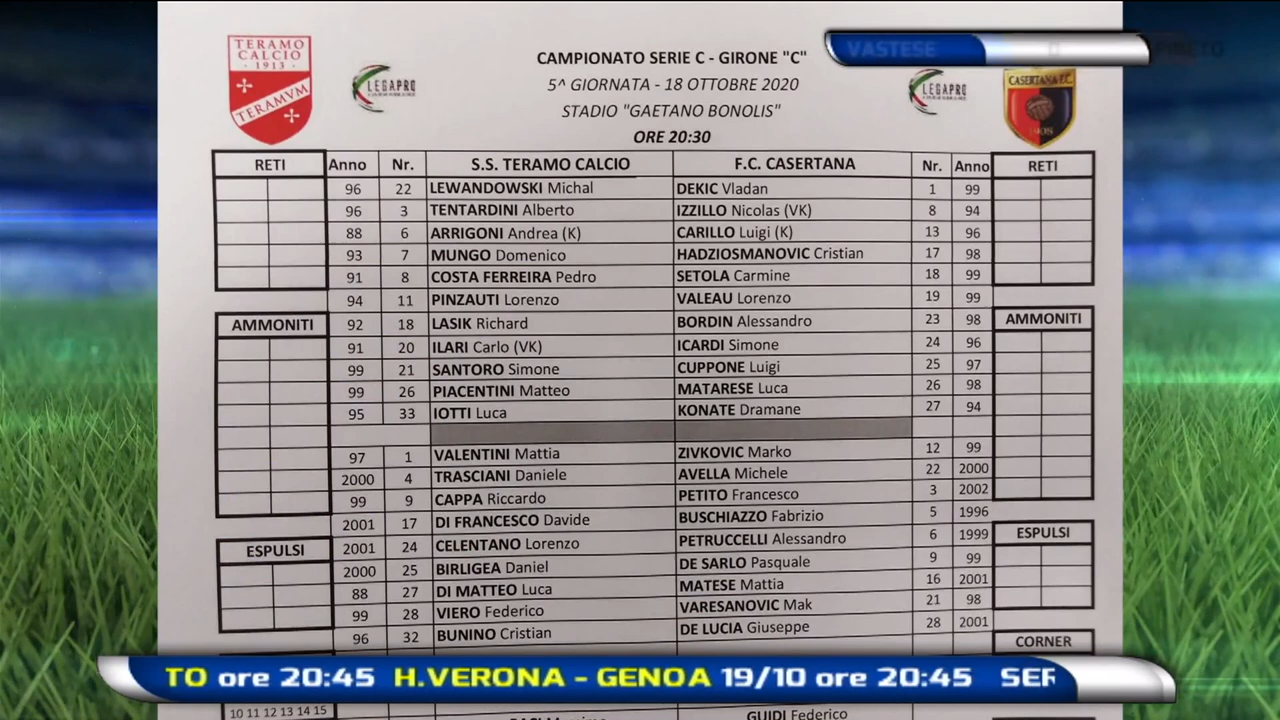 TERAMO
CALCIO
1913
TERAMVM
LEGAPRO
CAMPIONATO SERIE C - GIRONE "C"
5^ GIORNATA - 18 OTTOBRE 2020
STADIO "GAETANO BONOLIS"
ORE 20:30
VASTESE
LEGAPRO
CASERTANA F.C.
1908
RETI Anno Nr. S.S. TERAMO CALCIO F.C. CASERTANA Nr. Anno RETI
96 22 LEWANDOWSKI Michal DEKIC Vladan 1 99
96 3 TENTARDINI Alberto IZZILLO Nicolas (VK) 8 94
88 6 ARRIGONI Andrea (K) CARILLO Luigi (K) 13 96
93 7 MUNGO Domenico HADZIOSMANOVIC Cristian 17 98
91 8 COSTA FERREIRA Pedro SETOLA Carmine 18 99
94 11 PINZAUTI Lorenzo VALEAU Lorenzo 19 99
AMMONITI 92 18 LASIK Richard BORDIN Alessandro 23 98 AMMONITI
91 20 ILARI Carlo (VK) ICARDI Simone 24 96
99 21 SANTORO Simone CUPPONE Luigi 25 97
99 26 PIACENTINI Matteo MATARESE Luca 26 98
95 33 IOTTI Luca KONATE Dramane 27 94
97 1 VALENTINI Mattia ZIVKOVIC Marko 12 99
2000 4 TRASCIANI Daniele AVELLA Michele 22 2000
99 9 CAPPA Riccardo PETITO Francesco 3 2002
2001 17 DI FRANCESCO Davide BUSCHIAZZO Fabrizio 5 1996
ESPULSI 2001 24 CELENTANO Lorenzo PETRUCCELLI Alessandro 6 1999 ESPULSI
2000 25 BIRLIGEA Daniel DE SARLO Pasquale 9 99
88 27 DI MATTEO Luca MATESE Mattia 16 2001
99 28 VIERO Federico VARESANOVIC Mak 21 98
96 32 BUNINO Cristian DE LUCIA Giuseppe 28 2001
CORNER
TO ore 20:45 H.VERONA - GENOA 19/10 ore 20:45 SER
10 11 12 13 14 15
GUIDI Federico